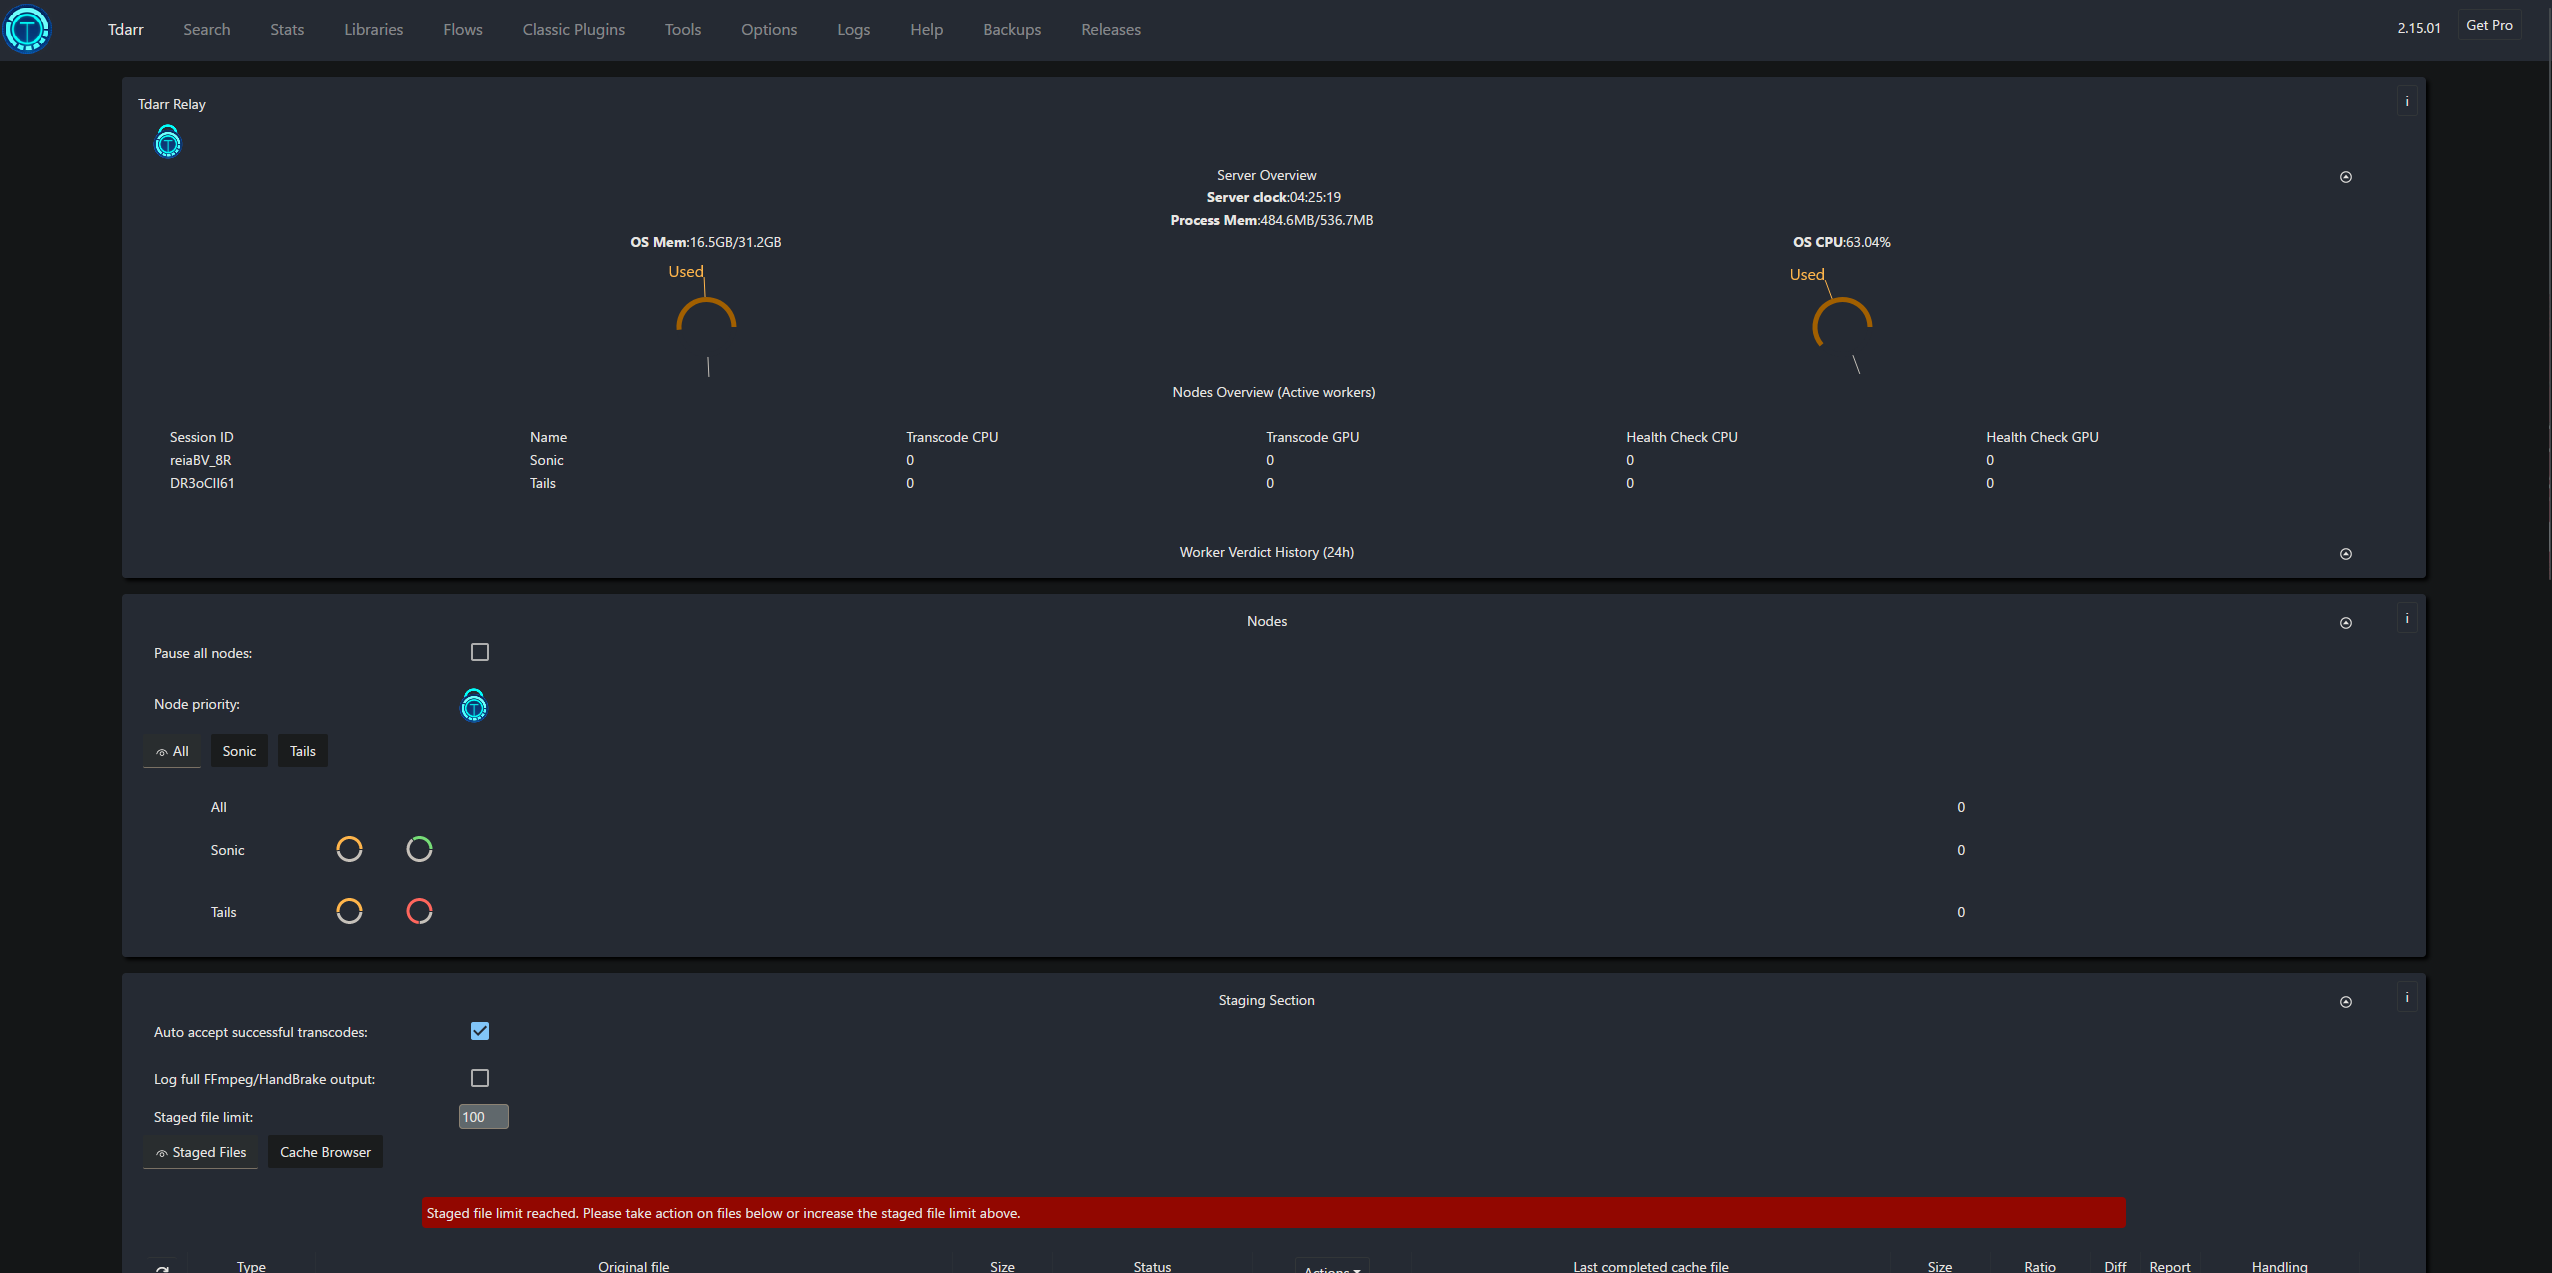 Tdarr Search Stats Libraries Flows Classic Plugins Tools Options Logs Help Backups Releases 2.15.01 Get Pro
Tdarr Relay i
Server Overview
Server clock:04:25:19
Process Mem:484.6MB/536.7MB
OS Mem:16.5GB/31.2GB OS CPU:63.04%
Used Used
Nodes Overview (Active workers)
Session ID Name Transcode CPU Transcode GPU Health Check CPU Health Check GPU
reiaBV_8R Sonic 0 0 0 0
Tails 0 0 0 0
Worker Verdict History (24h)
Nodes i
Pause all nodes:
Node priority:
All Sonic Tails
All 0
Sonic 0
Tails 0
Staging Section i
Auto accept successful transcodes:
Log full FFmpeg/HandBrake output:
Staged file limit: 100
Staged Files Cache Browser
Staged file limit reached. Please take action on files below or increase the staged file limit above.
Type Original file Size Status Actions Last completed cache file Size Ratio Diff Report Handling